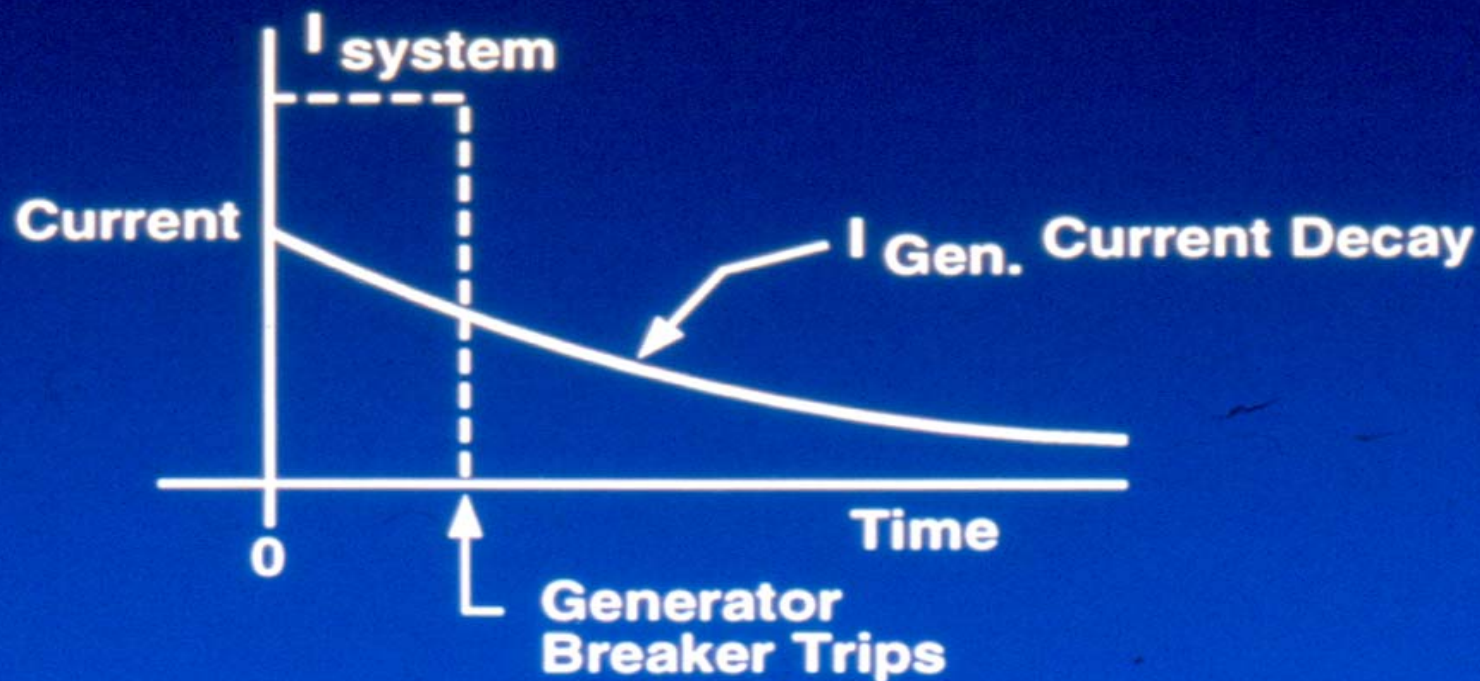 I system
Current
I Gen. Current Decay
Time
0
Generator
Breaker Trips